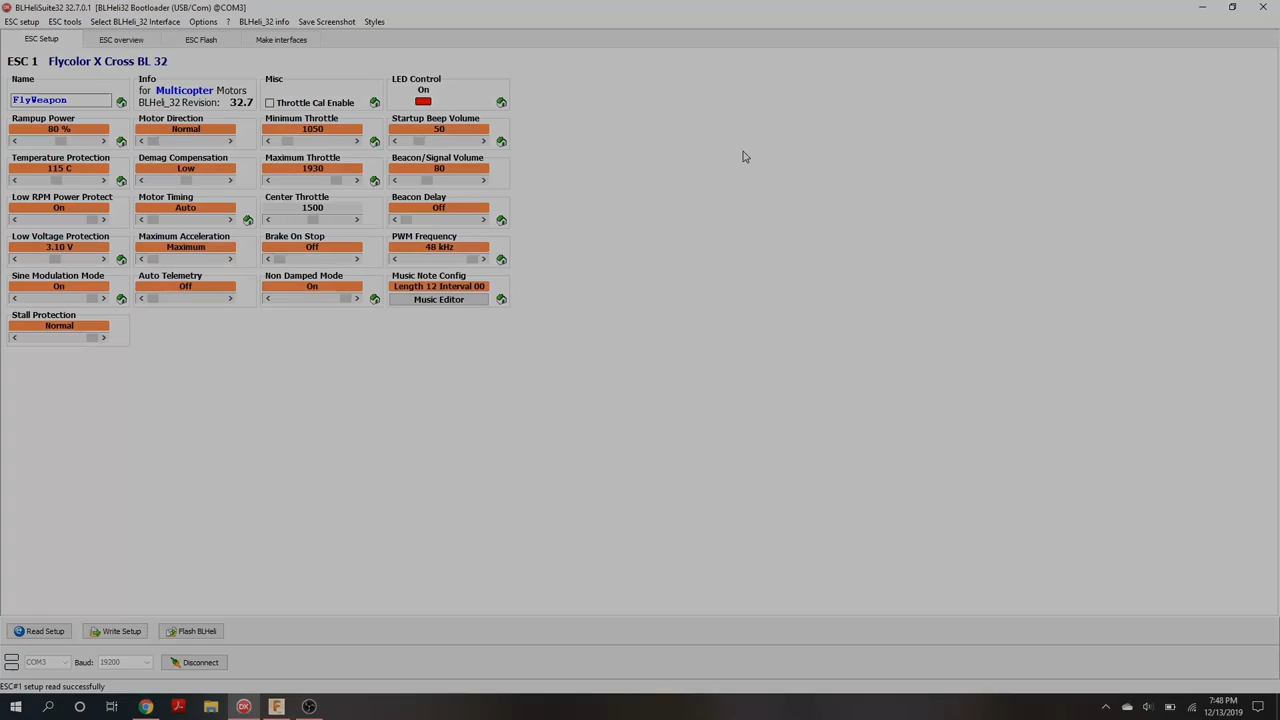 BLHeliSuite32 32.7.0.1 [BLHeli32 Bootloader (USB/Com) @COM3]
ESC setup ESC tools Select BLHeli_32 Interface Options ? BLHeli_32 info Save Screenshot Styles
ESC Setup ESC overview ESC Flash Make interfaces
ESC 1 Flycolor X Cross BL 32
Name Info Misc LED Control
for Multicopter Motors On
FlyWeapon BLHeli_32 Revision: 32.7 Throttle Cal Enable
Rampup Power Motor Direction Minimum Throttle Startup Beep Volume
80 % Normal 1050 50
Temperature Protection Demag Compensation Maximum Throttle Beacon/Signal Volume
115 C Low 1930 80
Low RPM Power Protect Motor Timing Center Throttle Beacon Delay
On Auto 1500 Off
Low Voltage Protection Maximum Acceleration Brake On Stop PWM Frequency
3.10 V Maximum Off 48 kHz
Sine Modulation Mode Auto Telemetry Non Damped Mode Music Note Config
On Off On Length 12 Interval 00
Music Editor
Stall Protection
Normal
Read Setup Write Setup Flash BLHeli
COM3 Baud: 19200 Disconnect
ESC#1 setup read successfully
7:48 PM
12/13/2019